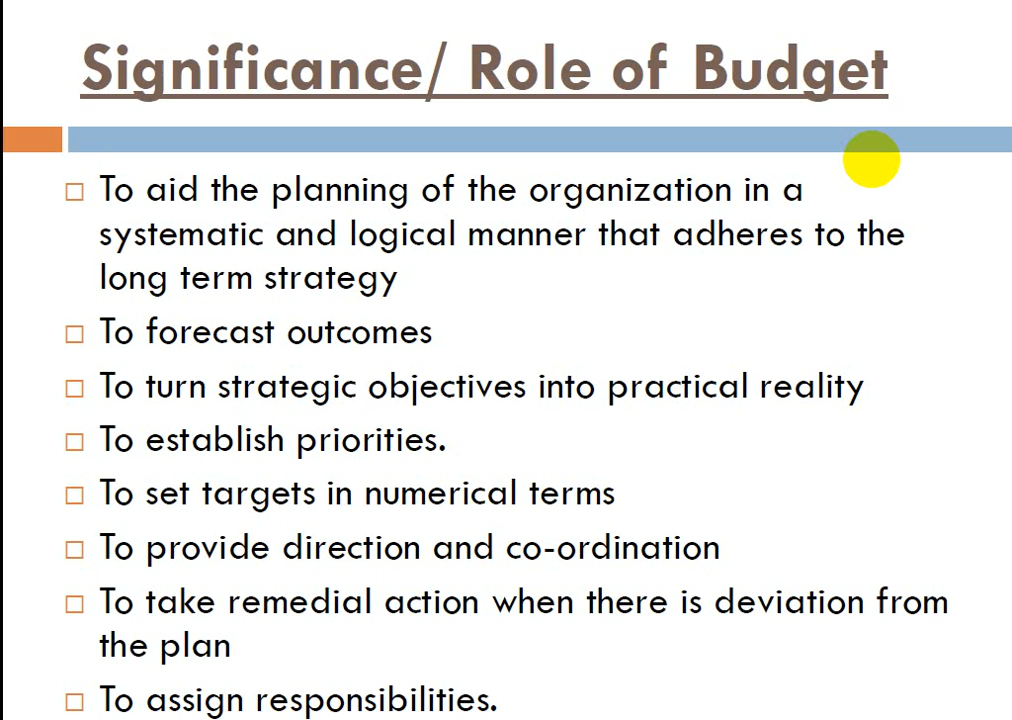 Significance/ Role of Budget
To aid the planning of the organization in a
systematic and logical manner that adheres to the
long term strategy
To forecast outcomes
To turn strategic objectives into practical reality
To establish priorities.
To set targets in numerical terms
To provide direction and co-ordination
To take remedial action when there is deviation from
the plan
To assign responsibilities.